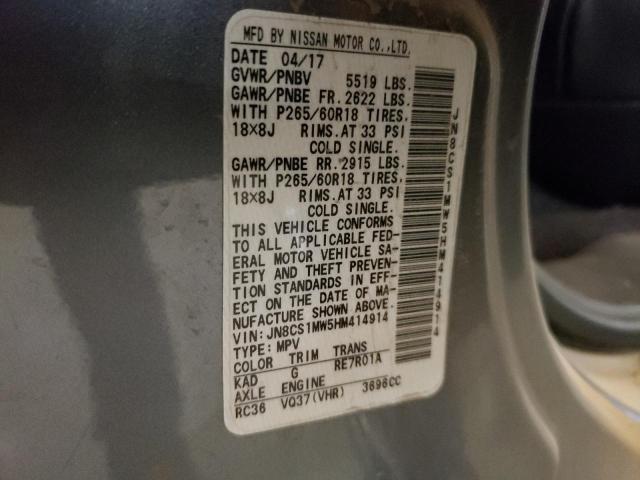 MFD BY NISSAN MOTOR CO.,LTD.
DATE 04/17
GVWR/PNBV 5519 LBS.
GAWR/PNBE FR. 2622 LBS.
WITH P265/60R18 TIRES.
18X8J RIMS. AT 33 PSI
COLD SINGLE.
GAWR/PNBE RR. 2915 LBS.
WITH P265/60R18 TIRES.
18X8J RIMS. AT 33 PSI
COLD SINGLE.
THIS VEHICLE CONFORMS
TO ALL APPLICABLE FED-
ERAL MOTOR VEHICLE SA-
FETY AND THEFT PREVEN-
TION STANDARDS IN EFF-
ECT ON THE DATE OF MA-
NUFACTURE SHOWN ABOVE.
VIN: JN8CS1MW5HM414914
TYPE: MPV
COLOR TRIM TRANS
KAD G RE7R01A
AXLE ENGINE
RC36 VQ37(VHR) 3696CC
JN8CS1MW5HM414914